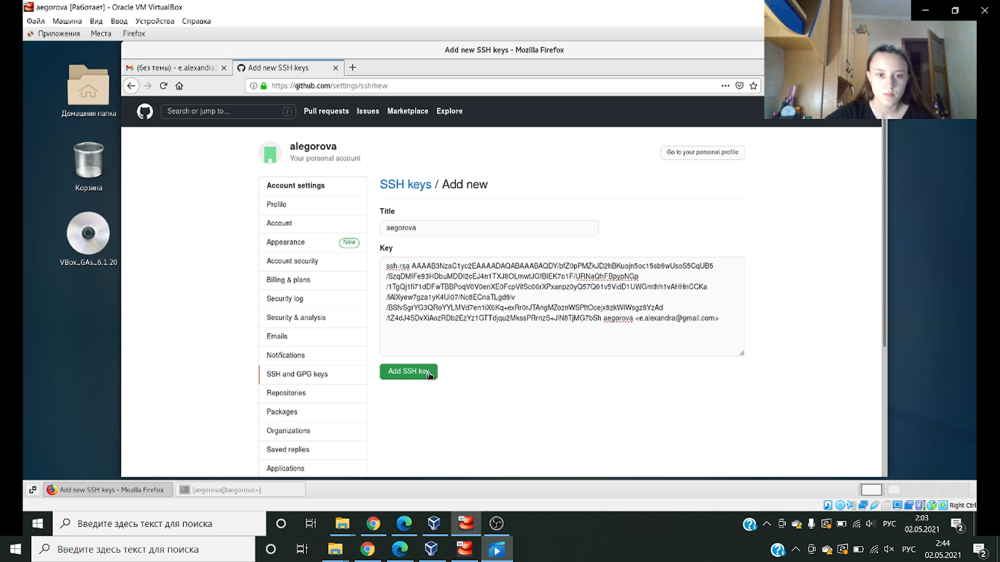 aegorova [Работает] - Oracle VM VirtualBox
Файл Машина Вид Ввод Устройства Справка
Приложения Места Firefox
Add new SSH keys - Mozilla Firefox
(без темы) - e.alexandra2
Add new SSH keys
https://github.com/settings/ssh/new
Search or jump to...
/
Pull requests Issues Marketplace Explore
Домашняя папка
Корзина
VBox_GAs_6.1.20
alegorova
Your personal account
Go to your personal profile
Account settings
Profile
Account
Appearance New
Account security
Billing & plans
Security log
Security & analysis
Emails
Notifications
SSH and GPG keys
Repositories
Packages
Organizations
Saved replies
Applications
SSH keys / Add new
Title
aegorova
Key
ssh-rsa AAAAB3NzaC1yc2EAAAADAQABAAABAQDY/bfZ0pPMZkJD2hBKuojn5oc15sb9wUsoS5CqUB5
/SzqDMIFe93HDbuMDDI2cEJ4n1TXJ8OLmwtJGfBIEK7o1F/URNaQhFBpypNGp
/1TgQj1fi71dDFwTBBPoqV0V0enXE0FcpVitSc06rXPxanpz0yQ57Q01v5VidD1UWGmthh1vAHHnCCKa
/lAlXyew7gza1yK4Ui07/Nc8ECnaTLgd9iv
/BSfvSgrYG3QRoYYLMVd7en1iX6Kq+exRr0rJTAngMZoznWSPftOcejx9zkWIWsgz8YzAd
/tZ4dJ4SDvXiAozRDb2EzYz1GTTdjqu2MkssPRrnzS+JlN8TjMG7bSh aegorova <e.alexandra@gmail.com>
Add SSH key
Add new SSH keys - Mozilla Firefox
[aegorova@aegorova:~]
Right Ctrl
Введите здесь текст для поиска
РУС
2:03
02.05.2021
2
Введите здесь текст для поиска
РУС
2:44
02.05.2021
2